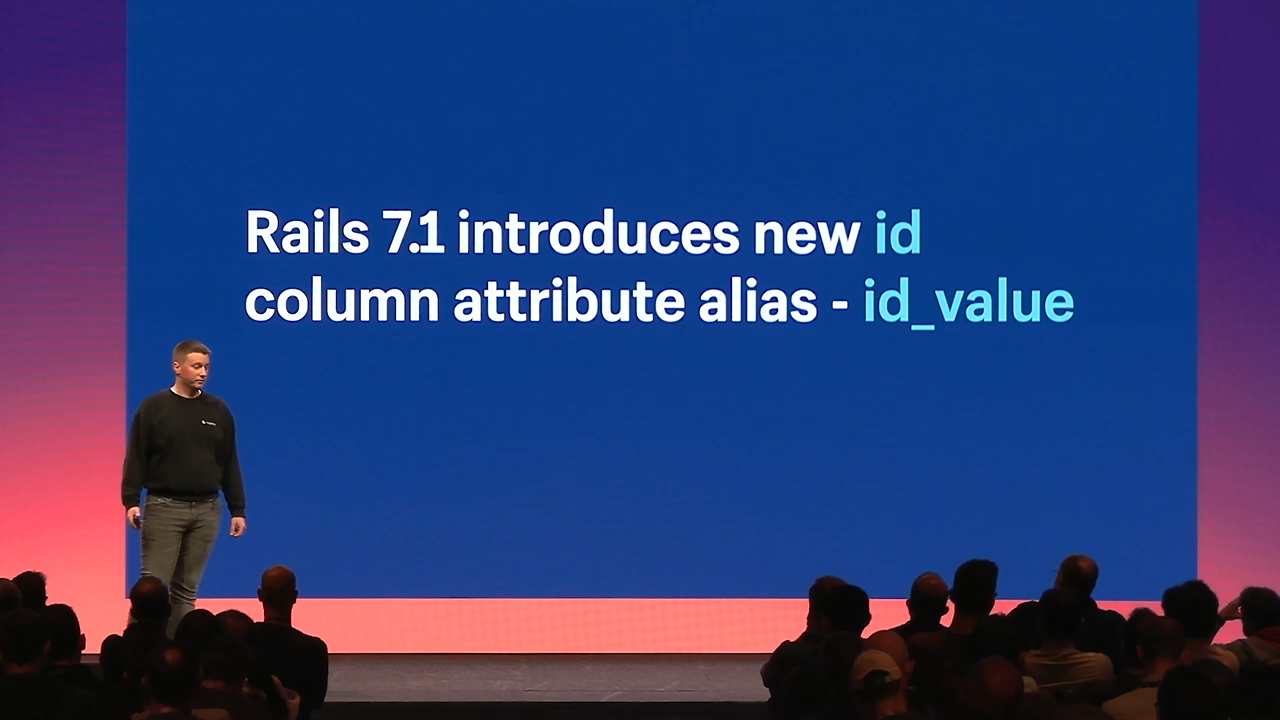 Rails 7.1 introduces new id
column attribute alias - id_value